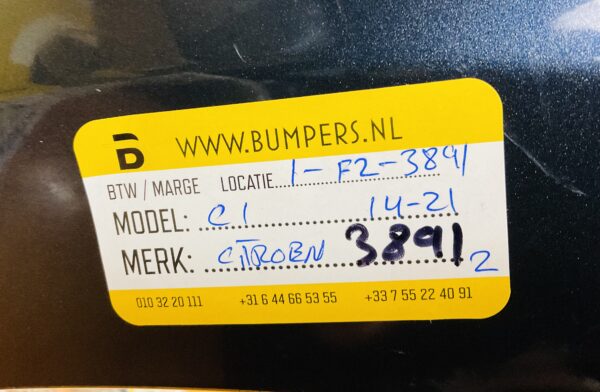 B WWW.BUMPERS.NL
BTW / MARGE LOCATIE 1-F2-3891
MODEL: C1 14-21
MERK: CITROEN 3891 2
010 32 20 111 +31 6 44 66 53 55 +33 7 55 22 40 91